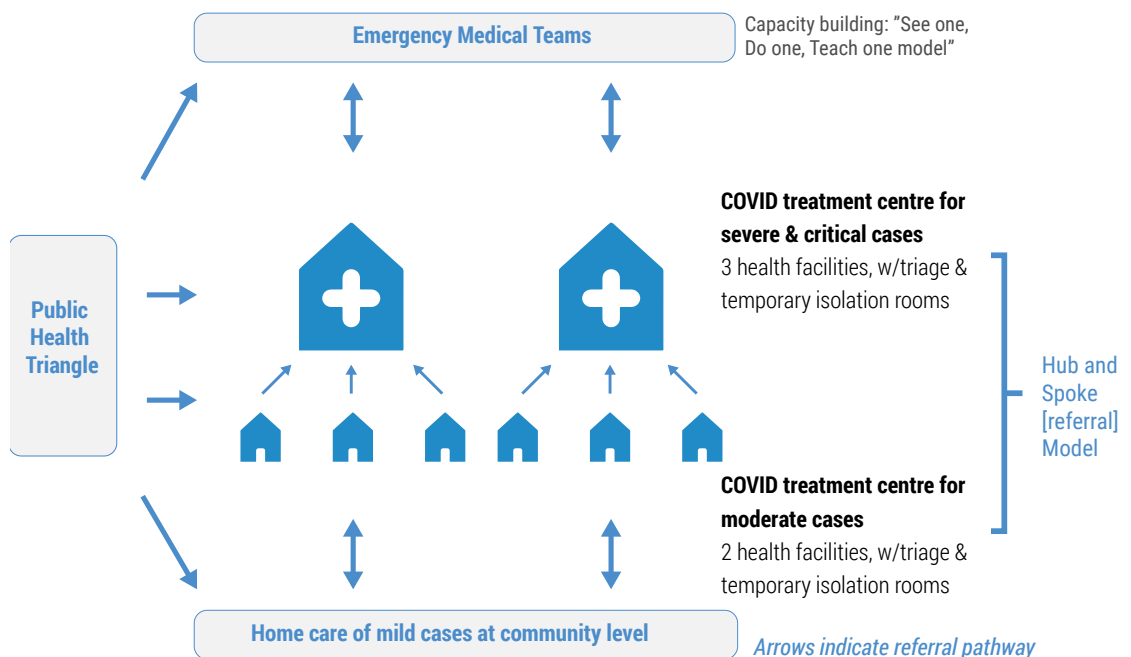 Emergency Medical Teams
Capacity building: "See one,
Do one, Teach one model"
Public
Health
Triangle
COVID treatment centre for
severe & critical cases
3 health facilities, w/triage &
temporary isolation rooms
Hub and
Spoke
[referral]
Model
COVID treatment centre for
moderate cases
2 health facilities, w/triage &
temporary isolation rooms
Home care of mild cases at community level
Arrows indicate referral pathway